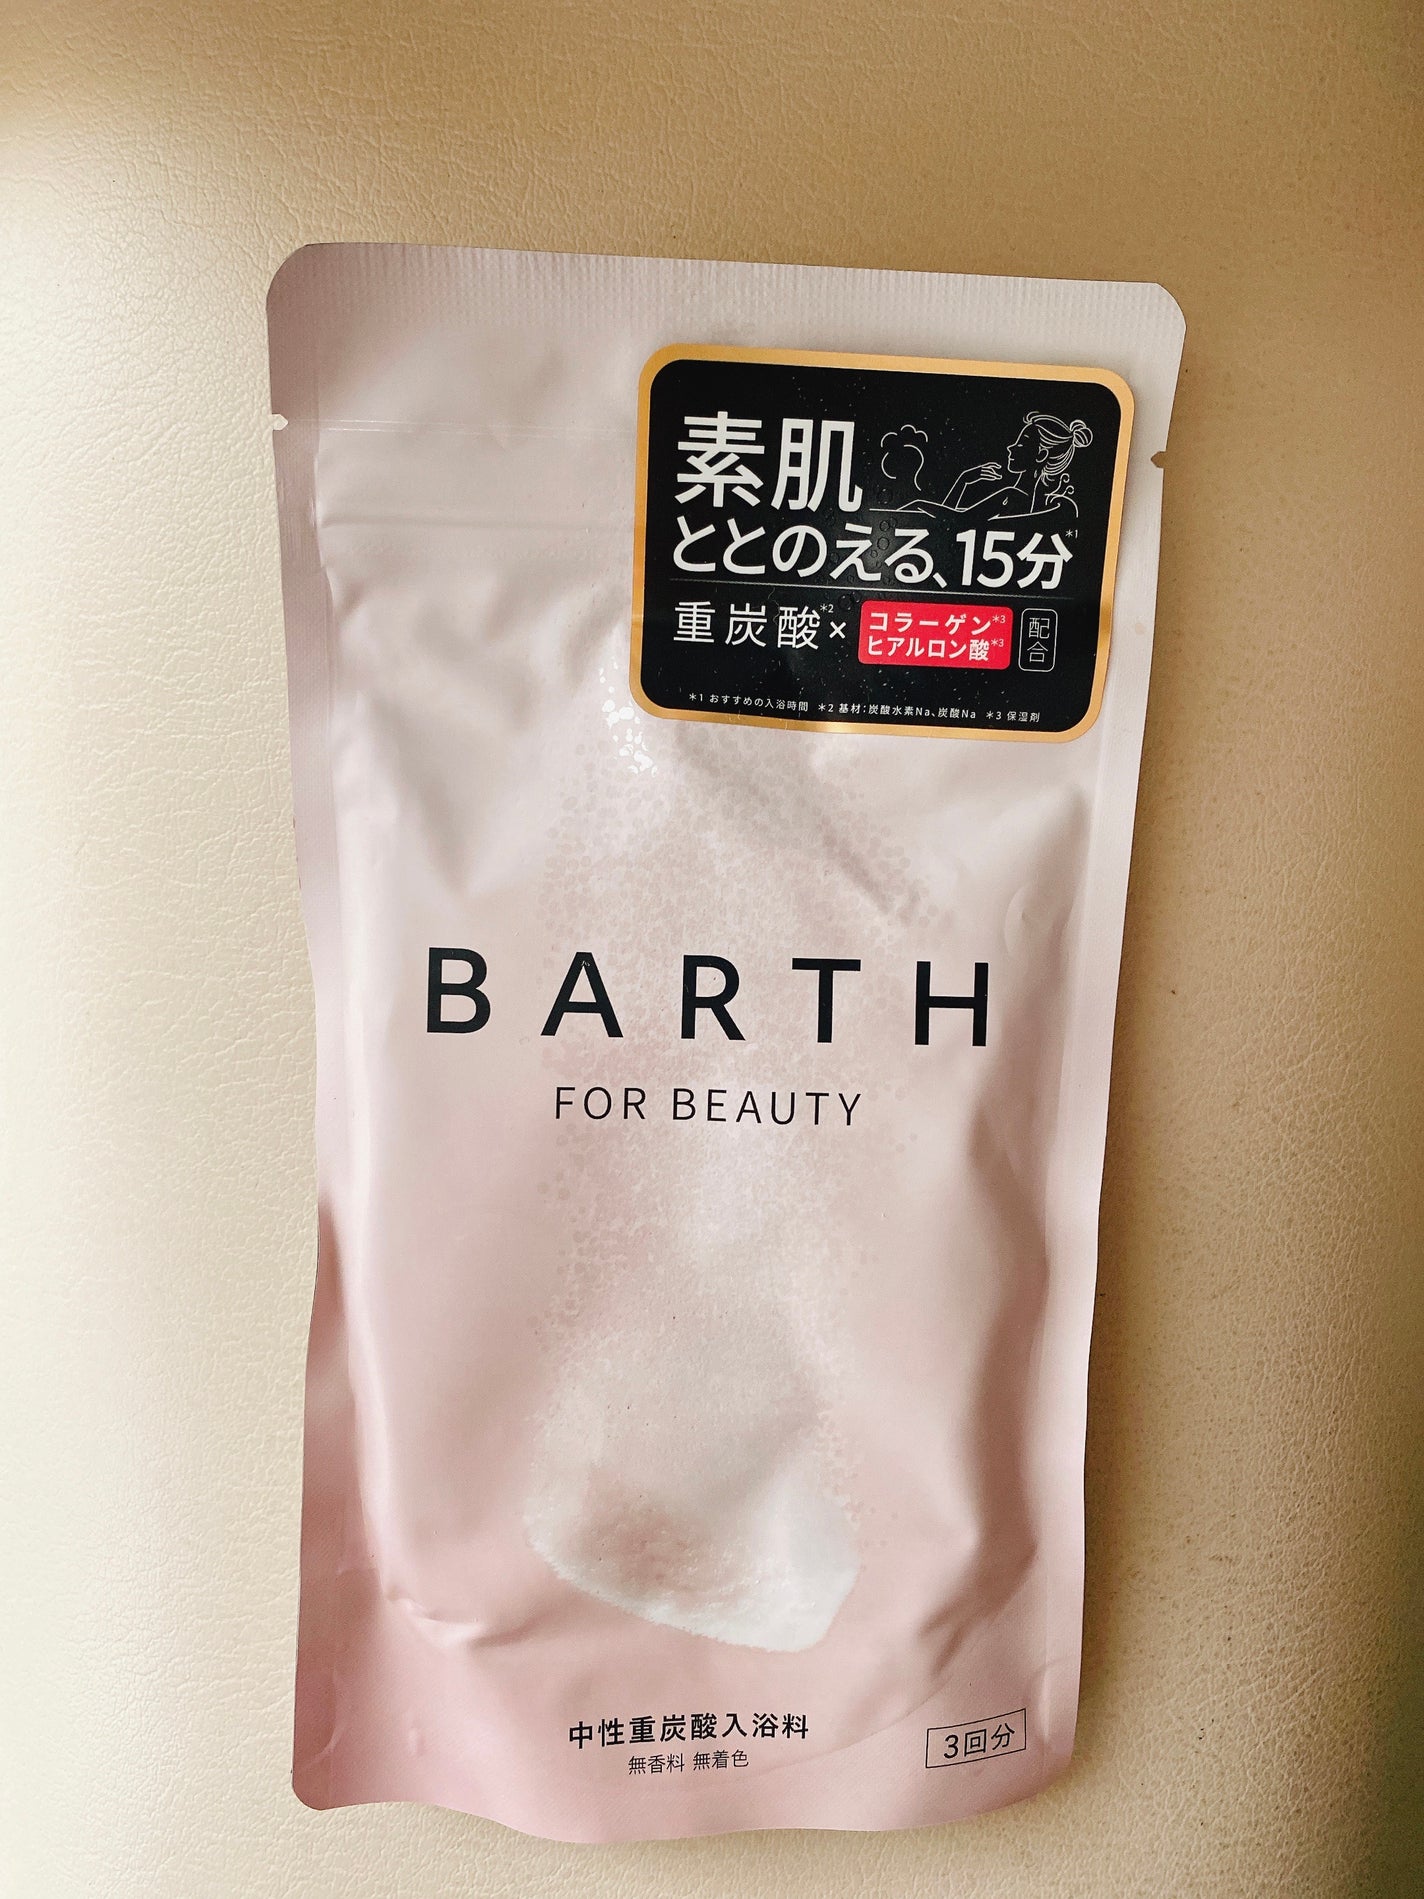 素肌
ととのえる、15分*1
重炭酸*2×コラーゲン*3
ヒアルロン酸*3
配合
*1 おすすめの入浴時間 *2 基材:炭酸水素Na、炭酸Na *3 保湿剤
BARTH
FOR BEAUTY
中性重炭酸入浴料
無香料 無着色
3回分